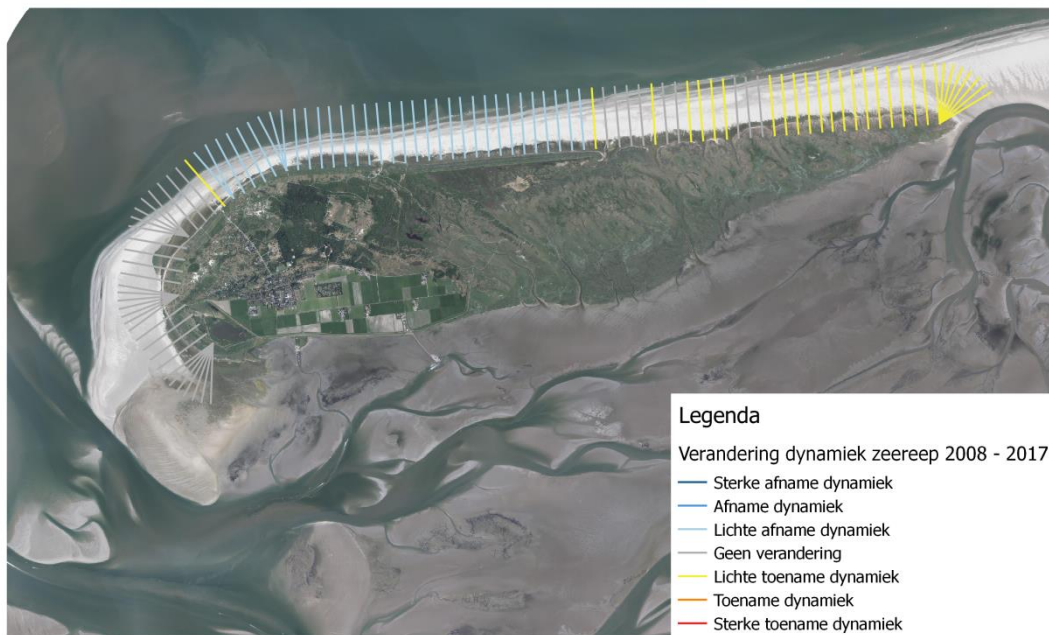 Legenda
Verandering dynamiek zeereep 2008 - 2017
Sterke afname dynamiek
Afname dynamiek
Lichte afname dynamiek
Geen verandering
Lichte toename dynamiek
Toename dynamiek
Sterke toename dynamiek